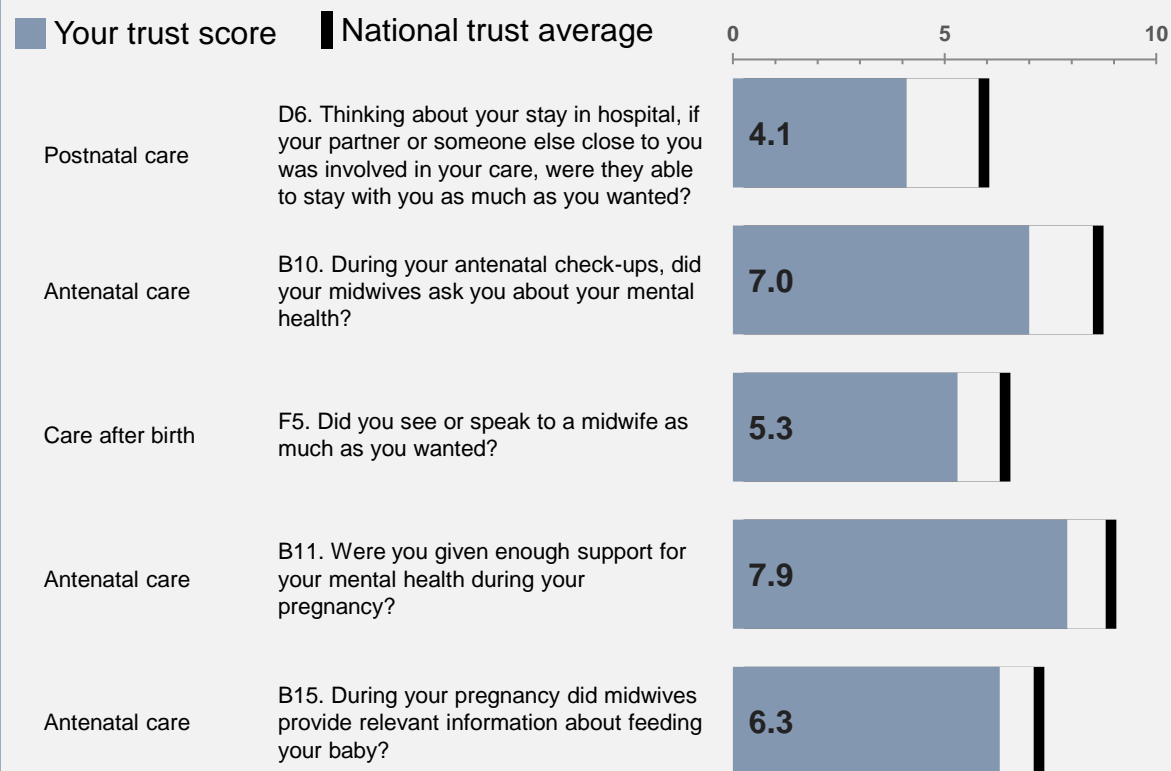 Your trust score
National trust average
0 5 10
Postnatal care
D6. Thinking about your stay in hospital, if
your partner or someone else close to you
was involved in your care, were they able
to stay with you as much as you wanted?
4.1
Antenatal care
B10. During your antenatal check-ups, did
your midwives ask you about your mental
health?
7.0
Care after birth
F5. Did you see or speak to a midwife as
much as you wanted?
5.3
Antenatal care
B11. Were you given enough support for
your mental health during your
pregnancy?
7.9
Antenatal care
B15. During your pregnancy did midwives
provide relevant information about feeding
your baby?
6.3